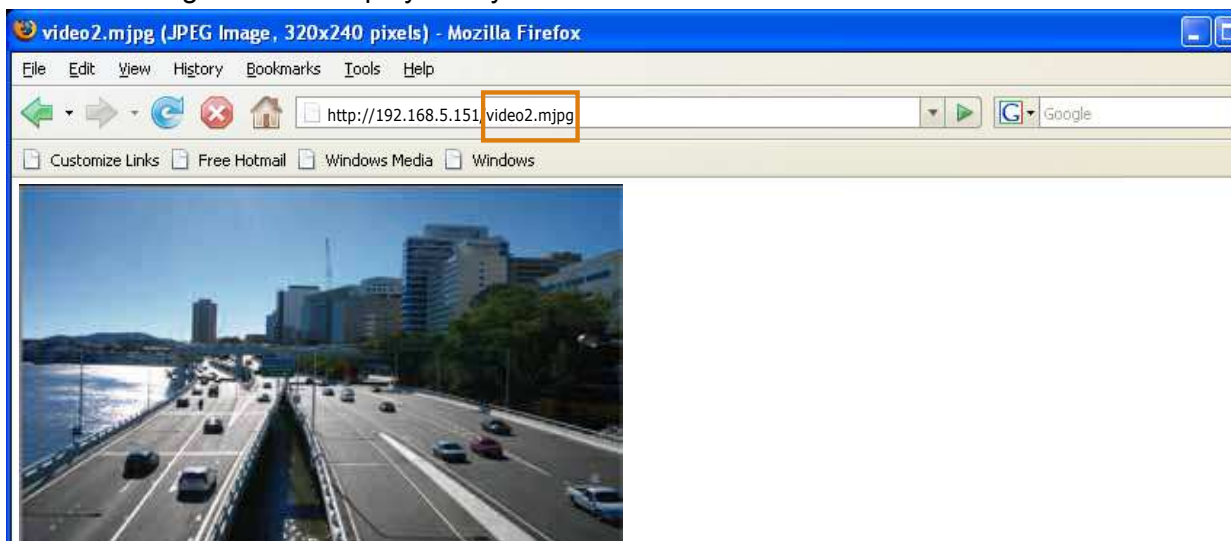 video2.mjpg (JPEG Image, 320x240 pixels) - Mozilla Firefox
File Edit View History Bookmarks Tools Help
http://192.168.5.151/video2.mjpg G Google
Customize Links Free Hotmail Windows Media Windows